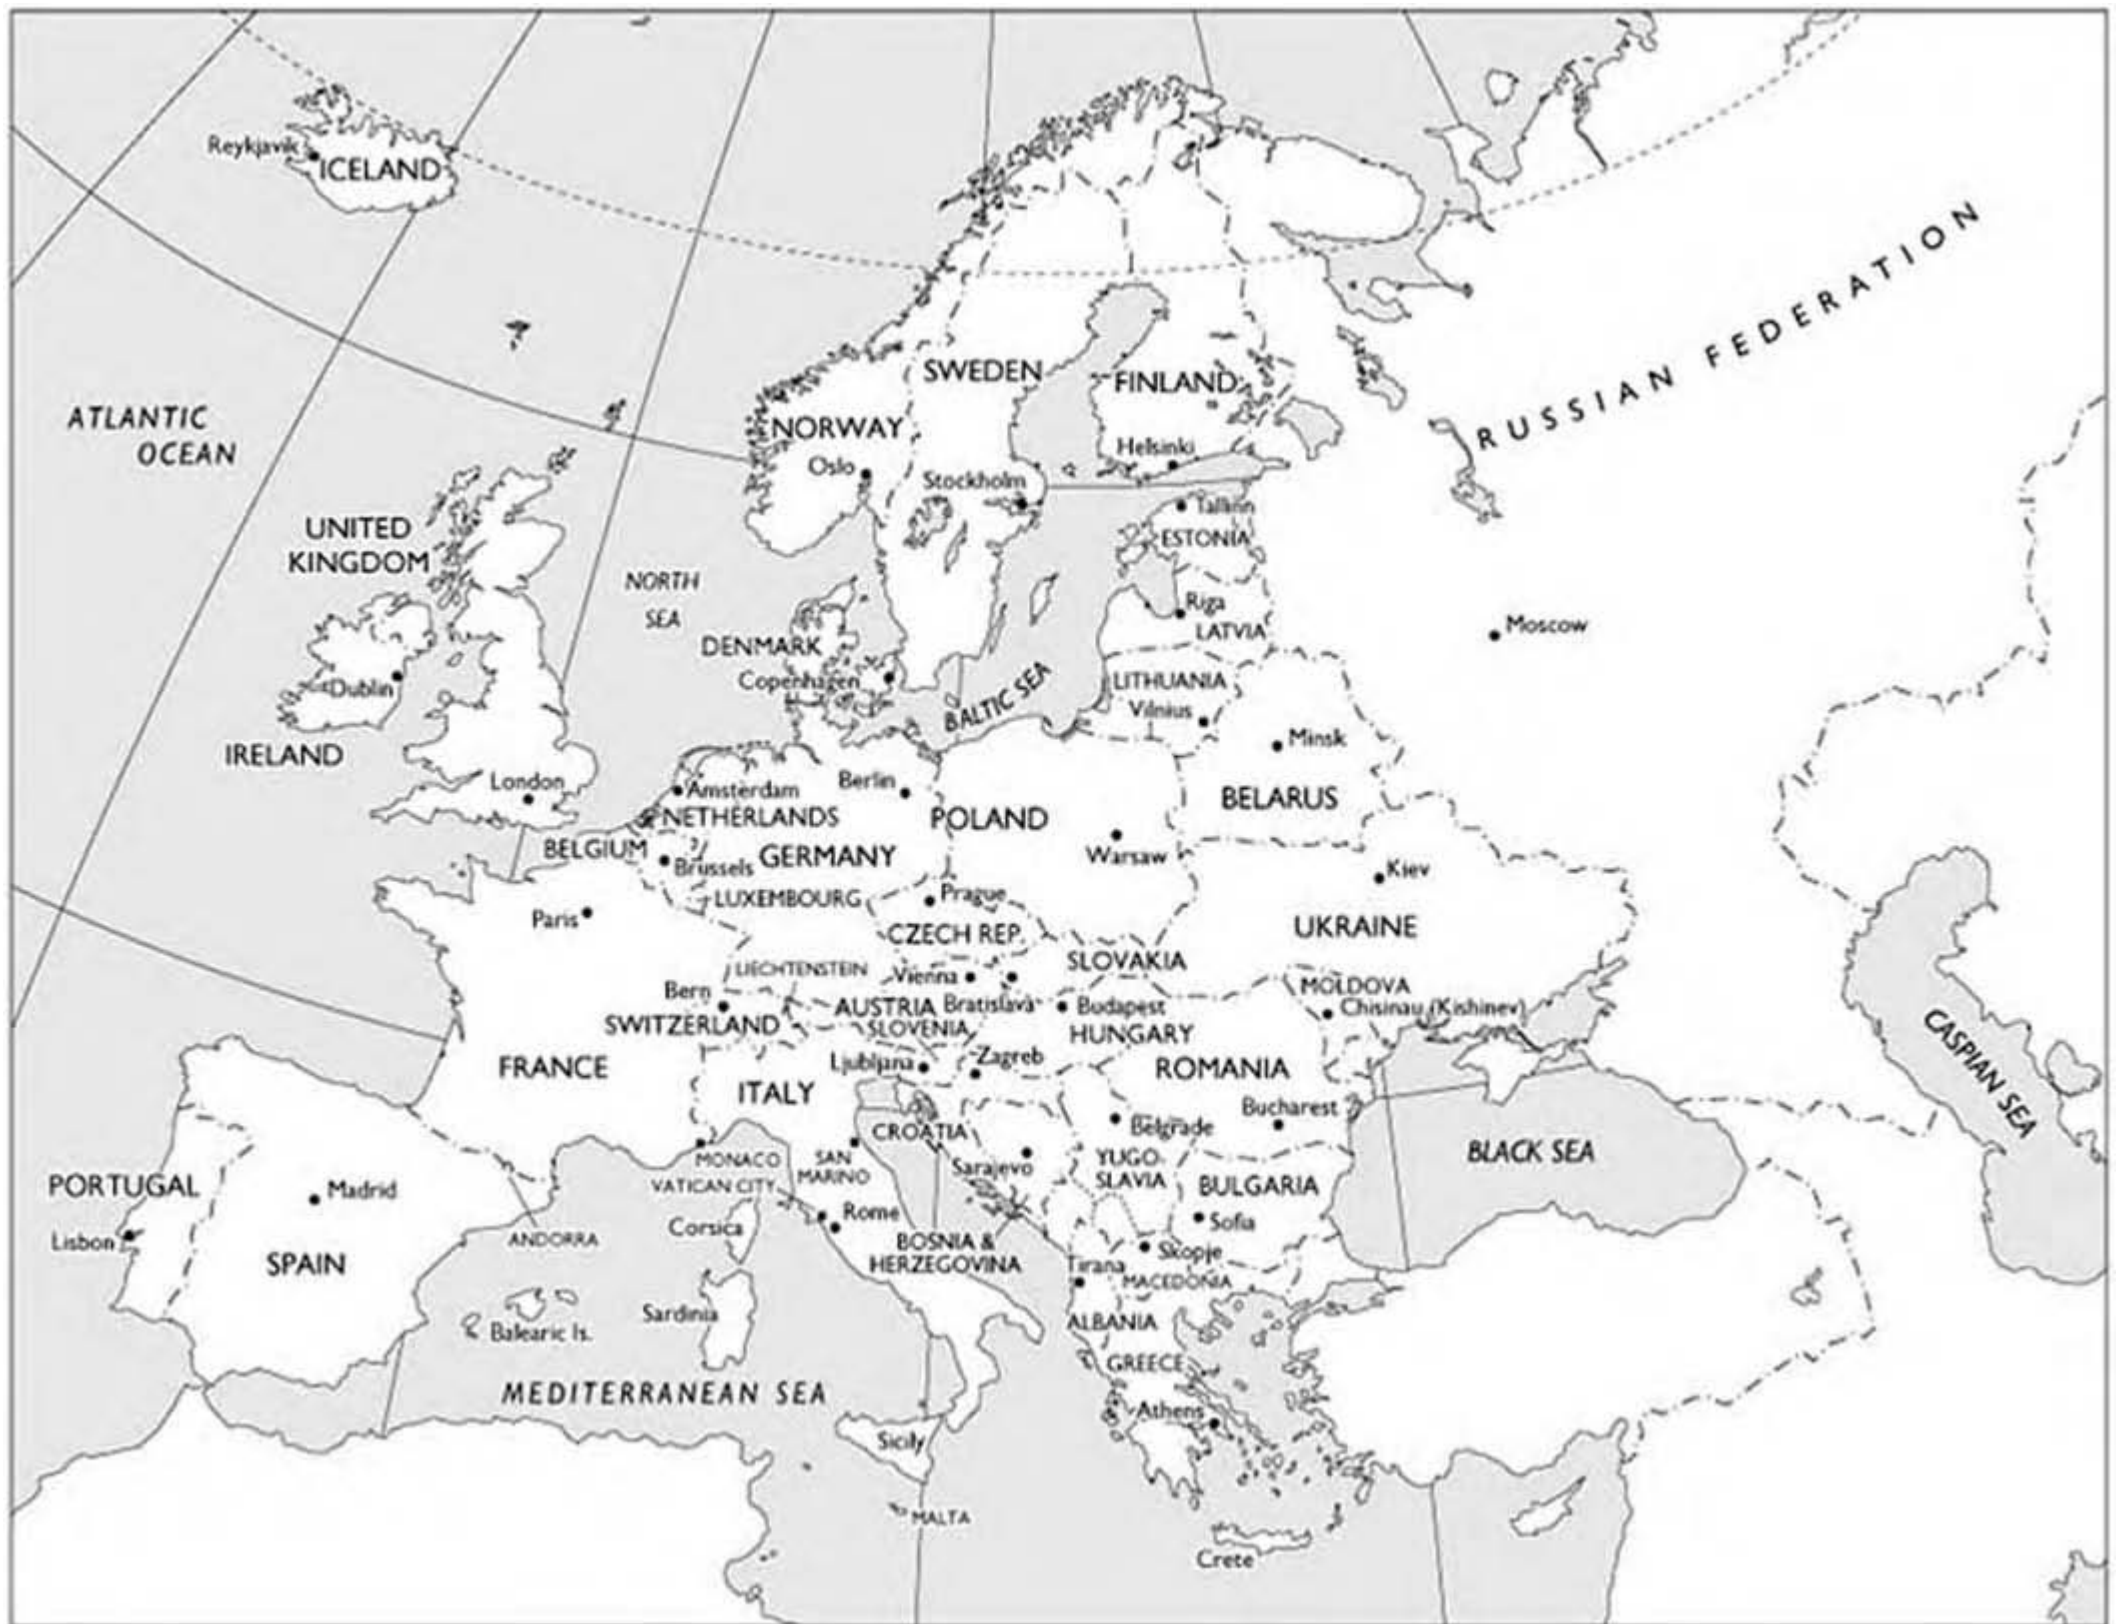 Reykjavik
ICELAND
RUSSIAN FEDERATION
ATLANTIC
OCEAN
SWEDEN
FINLAND
NORWAY
Helsinki
Oslo
Stockholm
Tallinn
ESTONIA
UNITED
KINGDOM
NORTH
SEA
Riga
LATVIA
Moscow
DENMARK
Copenhagen
Dublin
IRELAND
BALTIC SEA
LITHUANIA
Vilnius
Minsk
BELARUS
London
Amsterdam
NETHERLANDS
Berlin
POLAND
Warsaw
BELGIUM
Brussels
GERMANY
LUXEMBOURG
Kiev
UKRAINE
Paris
Prague
CZECH REP.
SLOVAKIA
LIECHTENSTEIN
Vienna
Bern
AUSTRIA
Bratislava
Budapest
MOLDOVA
Chisinau (Kishinev)
SWITZERLAND
SLOVENIA
HUNGARY
CASPIAN SEA
FRANCE
ITALY
Ljubljana
Zagreb
ROMANIA
Bucharest
CROATIA
Belgrade
BLACK SEA
MONACO
SAN
MARINO
VATICAN CITY
Sarajevo
YUGO-
SLAVIA
BULGARIA
PORTUGAL
Madrid
Lisbon
SPAIN
ANDORRA
Corsica
Rome
Sofia
BOSNIA &
HERZEGOVINA
Skopje
Tirana
MACEDONIA
Sardinia
Balearic Is.
ALBANIA
GREECE
MEDITERRANEAN SEA
Athens
Sicily
MALTA
Crete